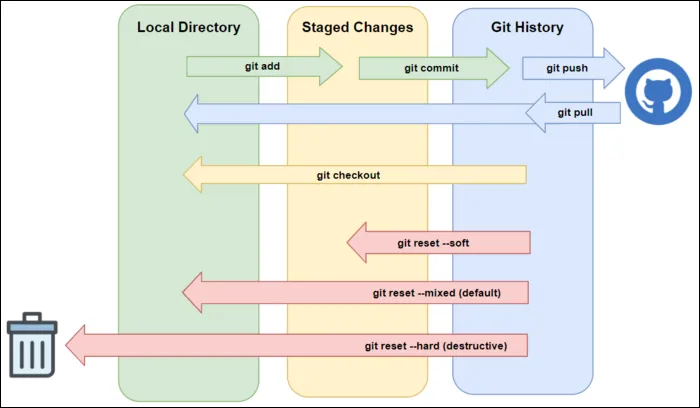 Local Directory
Staged Changes
Git History
git add
git commit
git push
git pull
git checkout
git reset --soft
git reset --mixed (default)
git reset --hard (destructive)